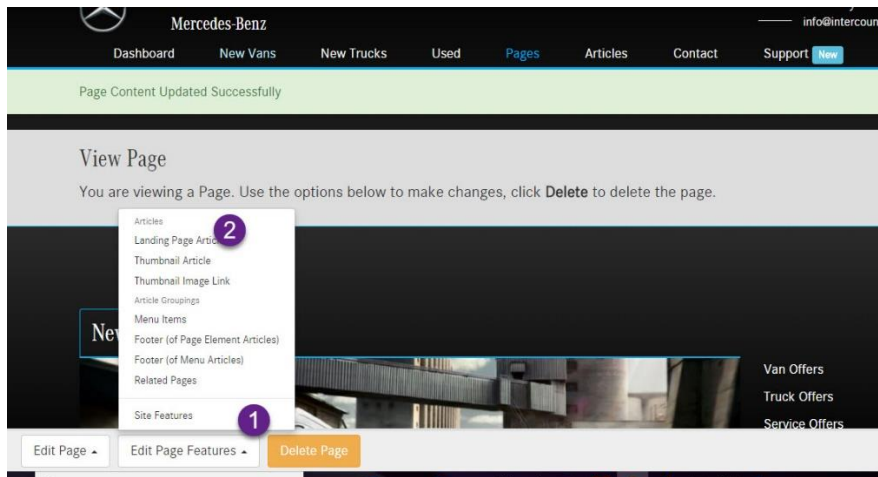 Mercedes-Benz
info@intercoun
Dashboard New Vans New Trucks Used Pages Articles Contact Support New
Page Content Updated Successfully
View Page
You are viewing a Page. Use the options below to make changes, click Delete to delete the page.
Articles
2
Landing Page Artic
Thumbnail Article
Thumbnail Image Link
Article Groupings
Menu Items
Footer (of Page Element Articles)
Footer (of Menu Articles)
Related Pages
Site Features
1
Ne
Van Offers
Truck Offers
Service Offers
Edit Page Edit Page Features Delete Page